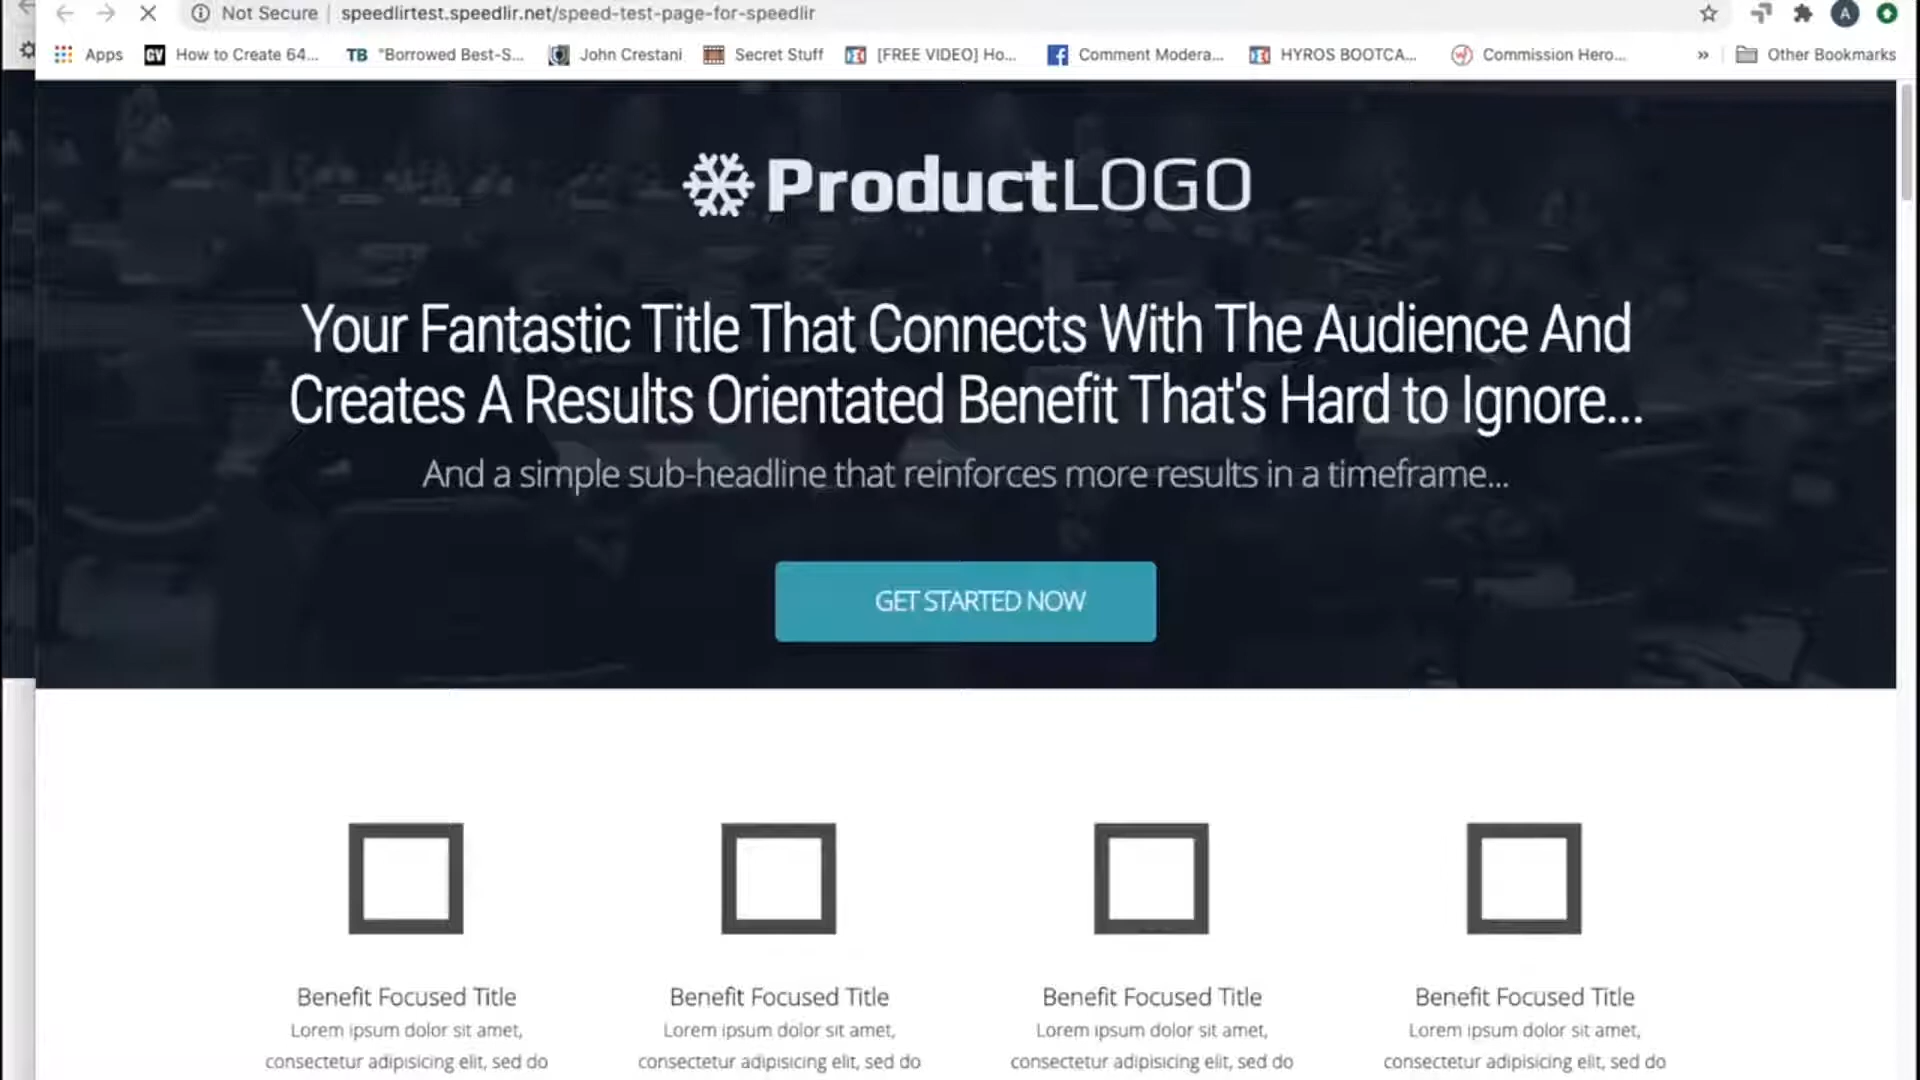 Not Secure | speedlirtest.speedlir.net/speed-test-page-for-speedlir
A
Apps GV How to Create 64... TB "Borrowed Best-S... John Crestani Secret Stuff [FREE VIDEO] Ho... Comment Modera... HYROS BOOTCA... Commission Hero... » Other Bookmarks
ProductLOGO
Your Fantastic Title That Connects With The Audience And
Creates A Results Orientated Benefit That's Hard to Ignore...
And a simple sub-headline that reinforces more results in a timeframe...
GET STARTED NOW
Benefit Focused Title Benefit Focused Title Benefit Focused Title Benefit Focused Title
Lorem ipsum dolor sit amet, Lorem ipsum dolor sit amet, Lorem ipsum dolor sit amet, Lorem ipsum dolor sit amet,
consectetur adipisicing elit, sed do consectetur adipisicing elit, sed do consectetur adipisicing elit, sed do consectetur adipisicing elit, sed do